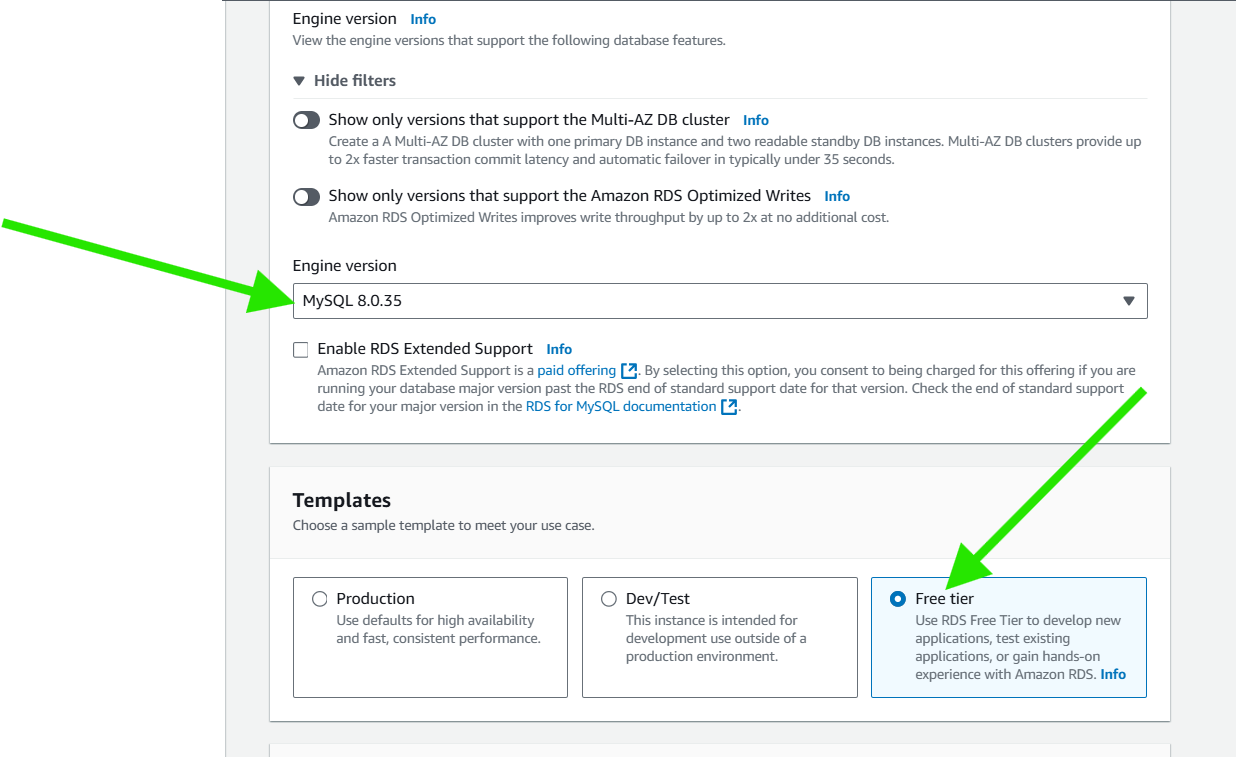 Engine version Info
View the engine versions that support the following database features.
Hide filters
Show only versions that support the Multi-AZ DB cluster Info
Create a A Multi-AZ DB cluster with one primary DB instance and two readable standby DB instances. Multi-AZ DB clusters provide up
to 2x faster transaction commit latency and automatic failover in typically under 35 seconds.
Show only versions that support the Amazon RDS Optimized Writes Info
Amazon RDS Optimized Writes improves write throughput by up to 2x at no additional cost.
Engine version
MySQL 8.0.35
Enable RDS Extended Support Info
Amazon RDS Extended Support is a paid offering. By selecting this option, you consent to being charged for this offering if you are
running your database major version past the RDS end of standard support date for that version. Check the end of standard support
date for your major version in the RDS for MySQL documentation.
Templates
Choose a sample template to meet your use case.
Production
Use defaults for high availability
and fast, consistent performance.
Dev/Test
This instance is intended for
development use outside of a
production environment.
Free tier
Use RDS Free Tier to develop new
applications, test existing
applications, or gain hands-on
experience with Amazon RDS. Info